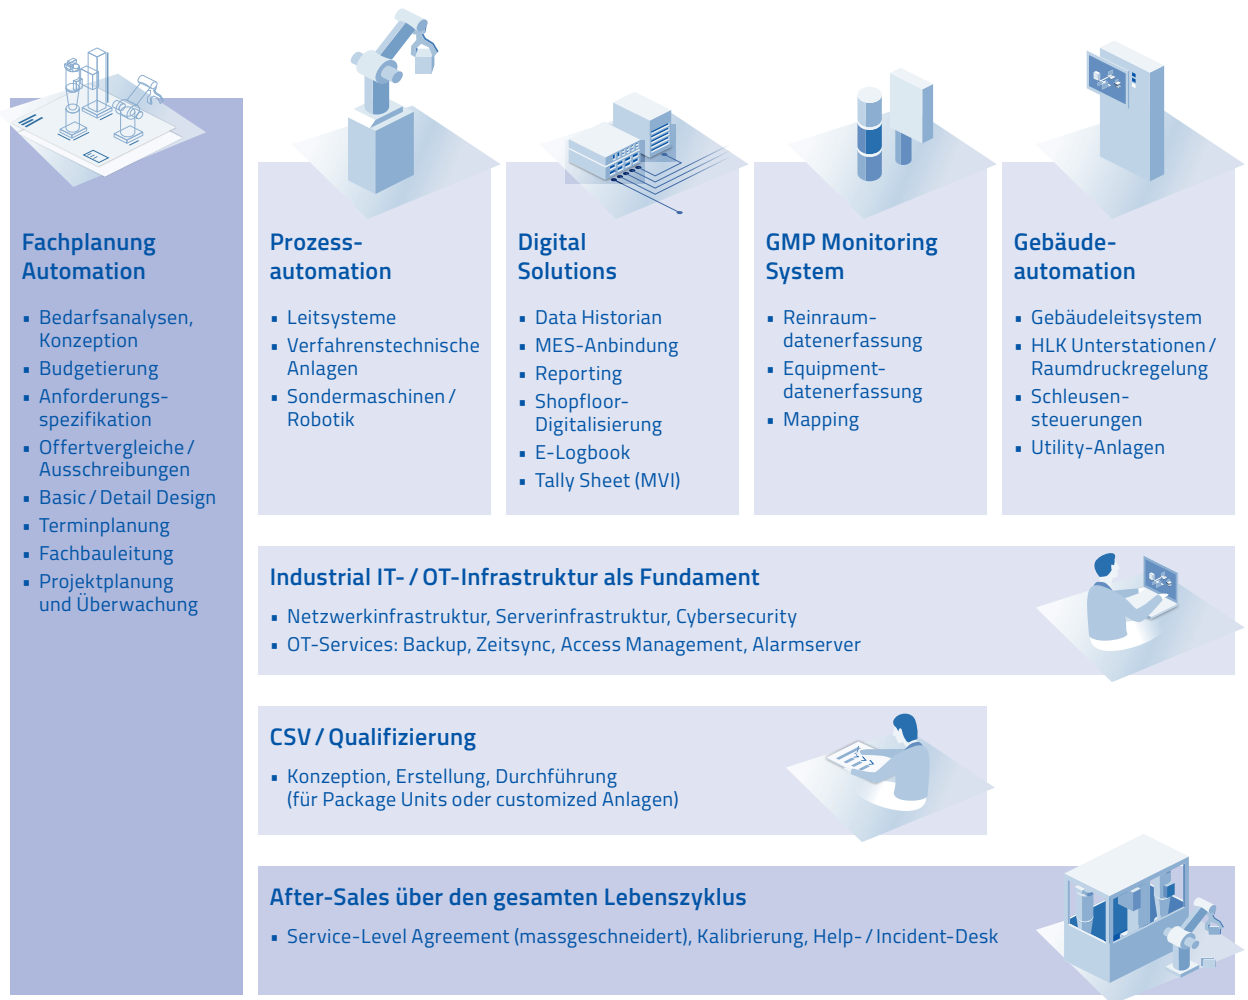 Fachplanung
Automation
▪ Bedarfsanalysen,
Konzeption
▪ Budgetierung
▪ Anforderungs-
spezifikation
▪ Offertvergleiche /
Ausschreibungen
▪ Basic / Detail Design
▪ Terminplanung
▪ Fachbauleitung
▪ Projektplanung
und Überwachung
Prozess-
automation
▪ Leitsysteme
▪ Verfahrenstechnische
Anlagen
▪ Sondermaschinen /
Robotik
Digital
Solutions
▪ Data Historian
▪ MES-Anbindung
▪ Reporting
▪ Shopfloor-
Digitalisierung
▪ E-Logbook
▪ Tally Sheet (MVI)
GMP Monitoring
System
▪ Reinraum-
datenerfassung
▪ Equipment-
datenerfassung
▪ Mapping
Gebäude-
automation
▪ Gebäudeleitsystem
▪ HLK Unterstationen /
Raumdruckregelung
▪ Schleusen-
steuerungen
▪ Utility-Anlagen
Industrial IT- / OT-Infrastruktur als Fundament
▪ Netzwerkinfrastruktur, Serverinfrastruktur, Cybersecurity
▪ OT-Services: Backup, Zeitsync, Access Management, Alarmserver
CSV / Qualifizierung
▪ Konzeption, Erstellung, Durchführung
(für Package Units oder customized Anlagen)
After-Sales über den gesamten Lebenszyklus
▪ Service-Level Agreement (massgeschneidert), Kalibrierung, Help- / Incident-Desk